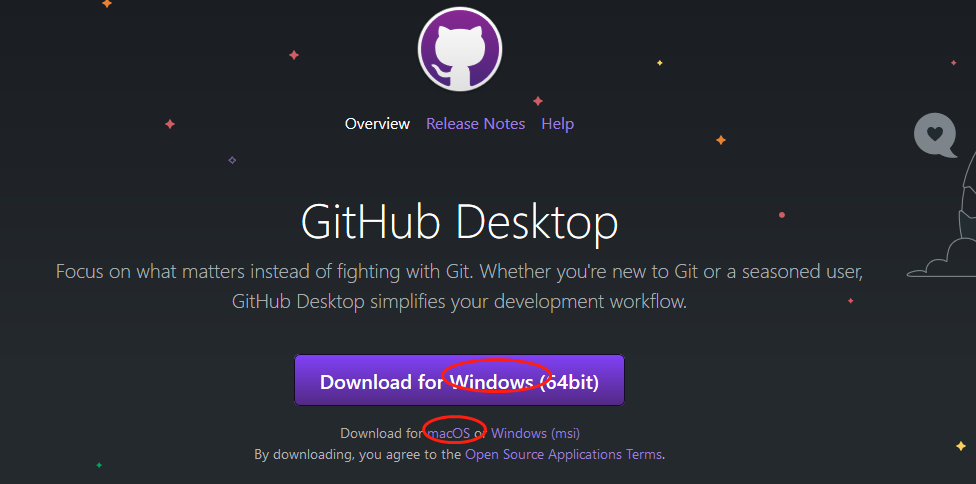 Overview Release Notes Help
GitHub Desktop
Focus on what matters instead of fighting with Git. Whether you're new to Git or a seasoned user,
GitHub Desktop simplifies your development workflow.
Download for Windows (64bit)
Download for macOS or Windows (msi)
By downloading, you agree to the Open Source Applications Terms.